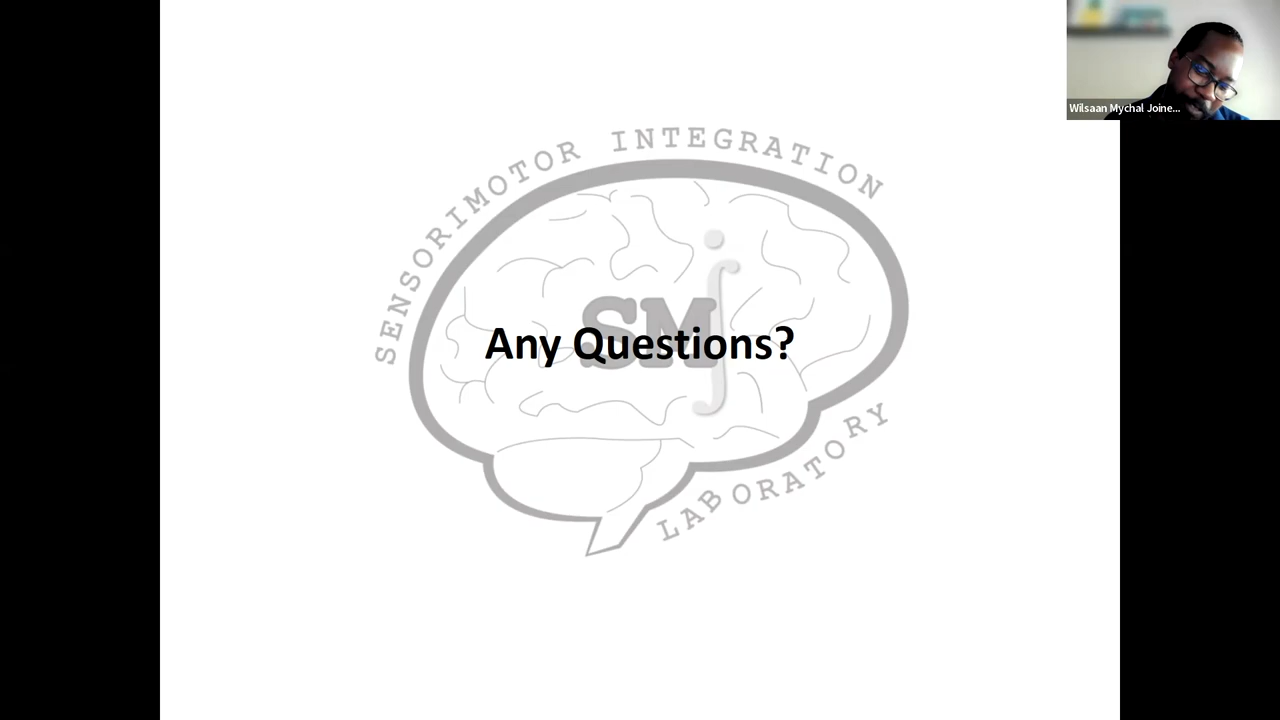 Wilsaan Mychal Joine...
SENSORIMOTOR INTEGRATION
SMj
Any Questions?
LABORATORY